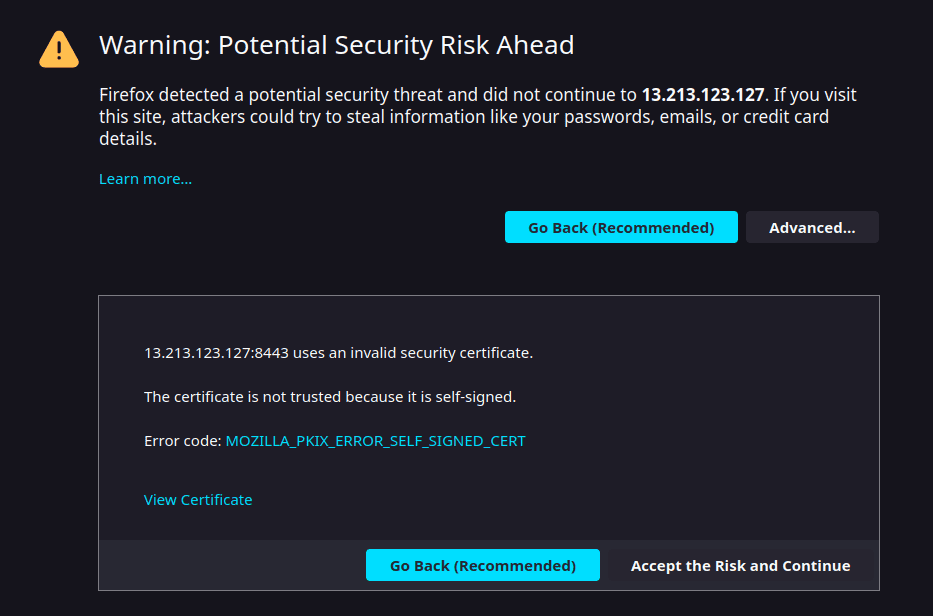 Warning: Potential Security Risk Ahead
Firefox detected a potential security threat and did not continue to 13.213.123.127. If you visit
this site, attackers could try to steal information like your passwords, emails, or credit card
details.
Learn more...
Go Back (Recommended) Advanced...
13.213.123.127:8443 uses an invalid security certificate.
The certificate is not trusted because it is self-signed.
Error code: MOZILLA_PKIX_ERROR_SELF_SIGNED_CERT
View Certificate
Go Back (Recommended) Accept the Risk and Continue